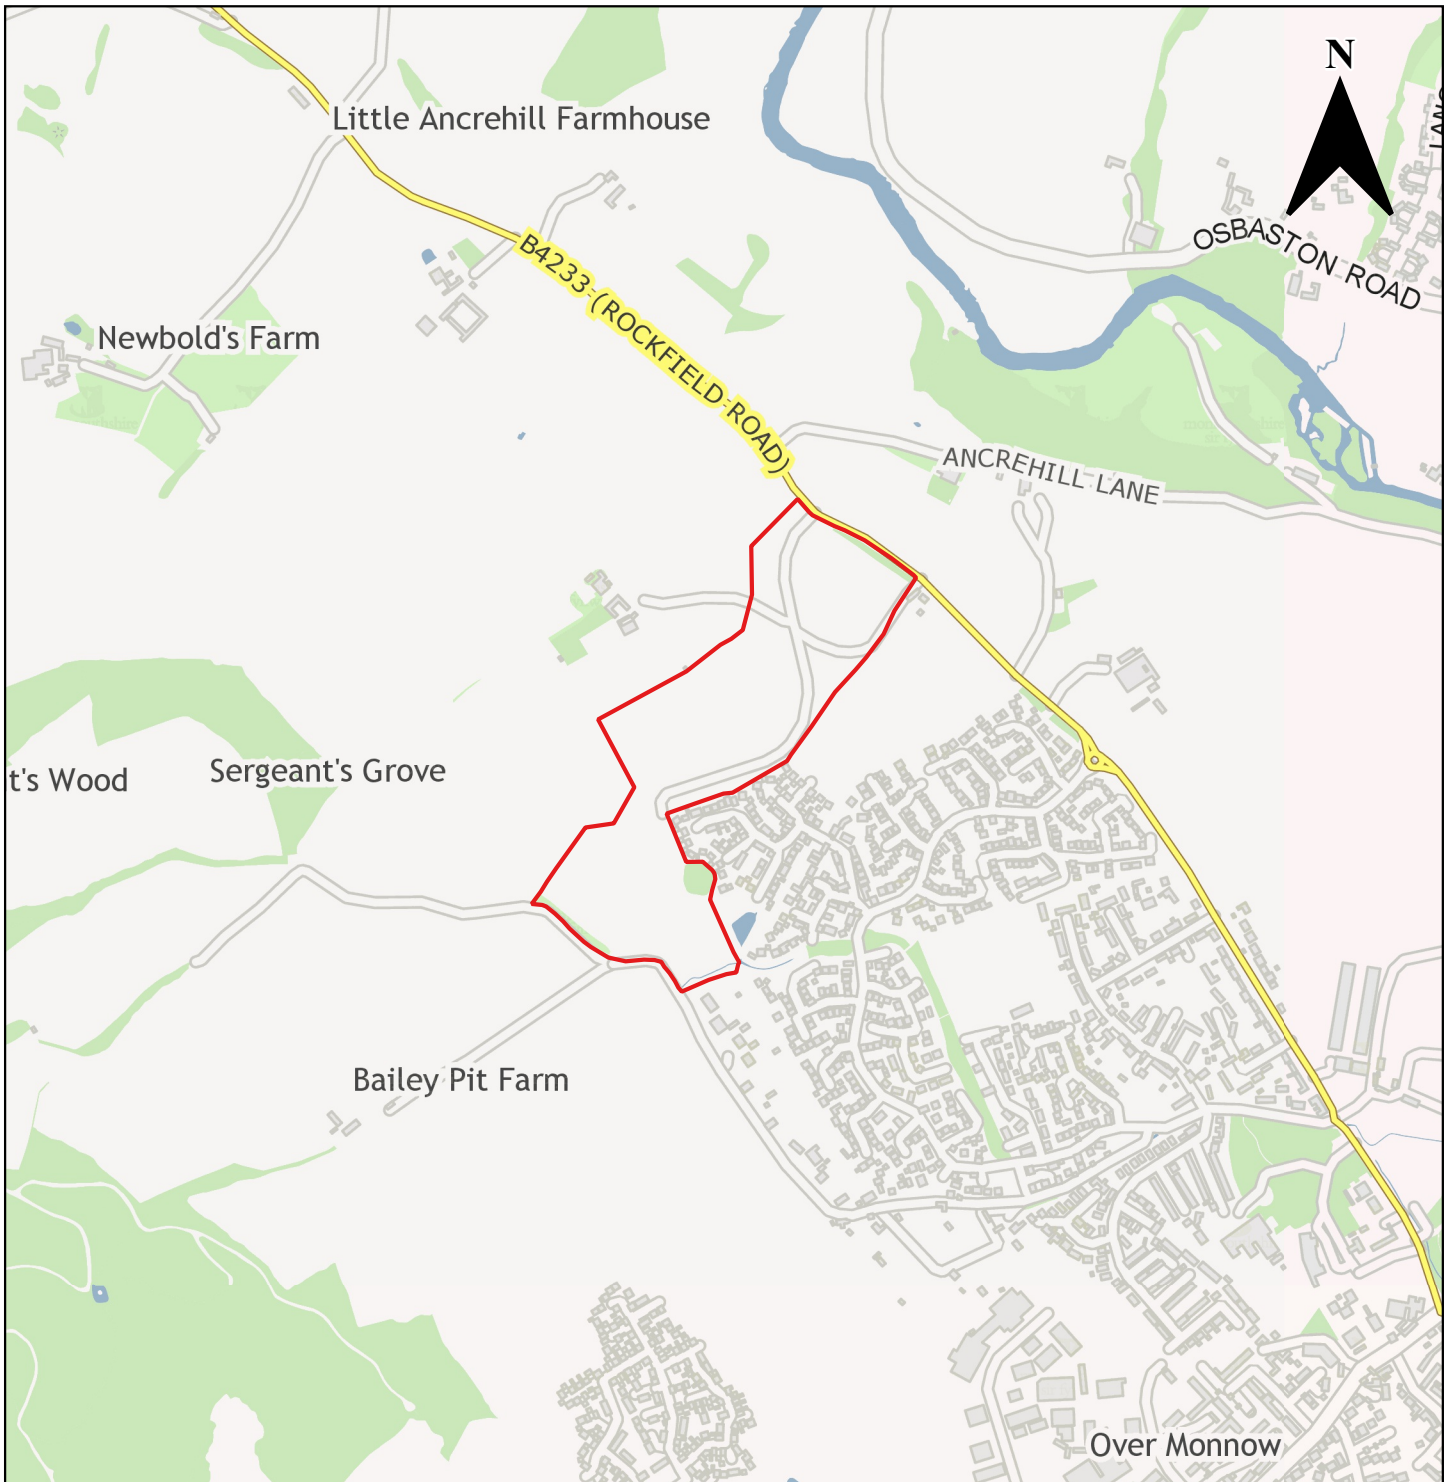 N
Little Ancrehill Farmhouse
OSBASTON ROAD
B4233 (ROCKFIELD ROAD)
Newbold's Farm
ANCREHILL LANE
t's Wood
Sergeant's Grove
Bailey Pit Farm
Over Monnow